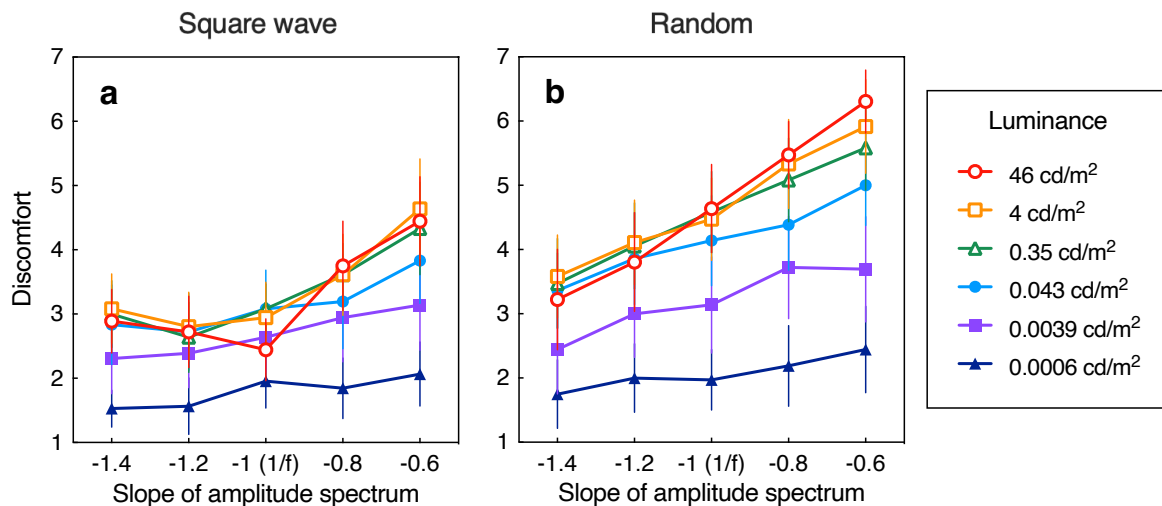 Square wave
Random
a
b
7
6
5
4
3
2
1
Discomfort
-1.4 -1.2 -1 (1/f) -0.8 -0.6
Slope of amplitude spectrum
7
6
5
4
3
2
1
-1.4 -1.2 -1 (1/f) -0.8 -0.6
Slope of amplitude spectrum
Luminance
46 cd/m²
4 cd/m²
0.35 cd/m²
0.043 cd/m²
0.0039 cd/m²
0.0006 cd/m²